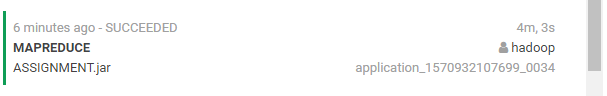 6 minutes ago - SUCCEEDED 4m, 3s
MAPREDUCE hadoop
ASSIGNMENT.jar application_1570932107699_0034